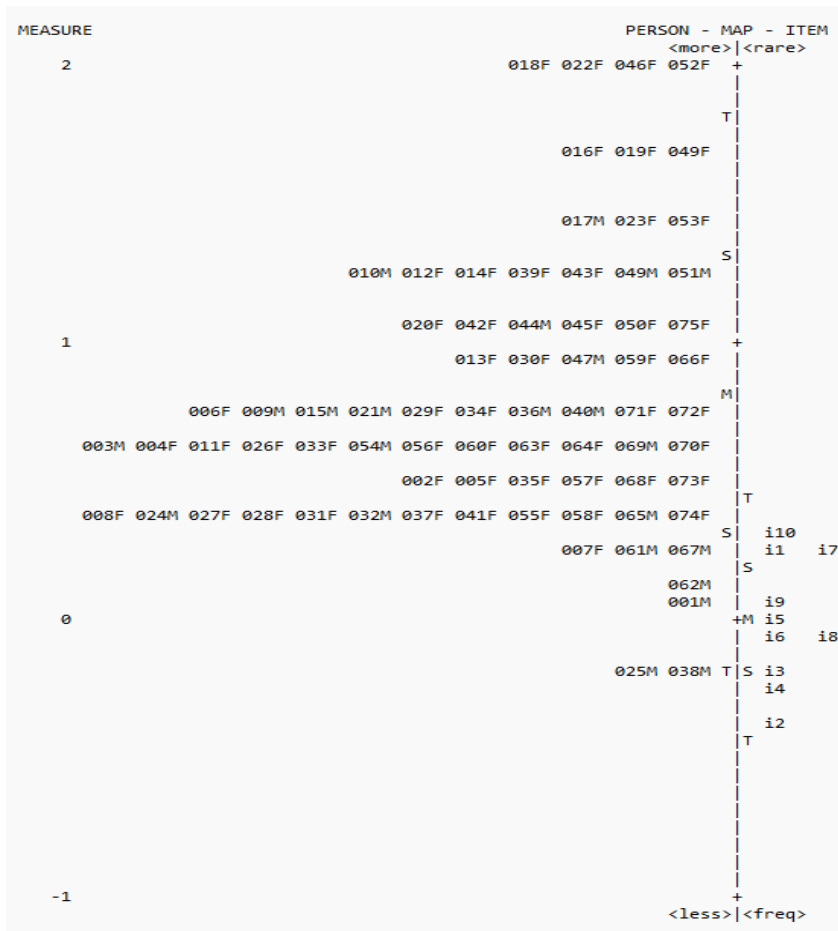 MEASURE PERSON - MAP - ITEM
<more>|<rare>
2 018F 022F 046F 052F +
|
|
T|
|
016F 019F 049F |
|
|
|
017M 023F 053F |
|
S|
010M 012F 014F 039F 043F 049M 051M |
|
|
020F 042F 044M 045F 050F 075F |
1 +
013F 030F 047M 059F 066F |
|
M|
006F 009M 015M 021M 029F 034F 036M 040M 071F 072F |
|
003M 004F 011F 026F 033F 054M 056F 060F 063F 064F 069M 070F |
|
002F 005F 035F 057F 068F 073F |
|T
008F 024M 027F 028F 031F 032M 037F 041F 055F 058F 065M 074F |
S| i10
007F 061M 067M | i1 i7
|S
062M |
001M | i9
0 +M i5
| i6 i8
|
025M 038M T|S i3
| i4
|
| i2
|T
|
|
|
|
|
|
|
|
-1 +
<less>|<freq>